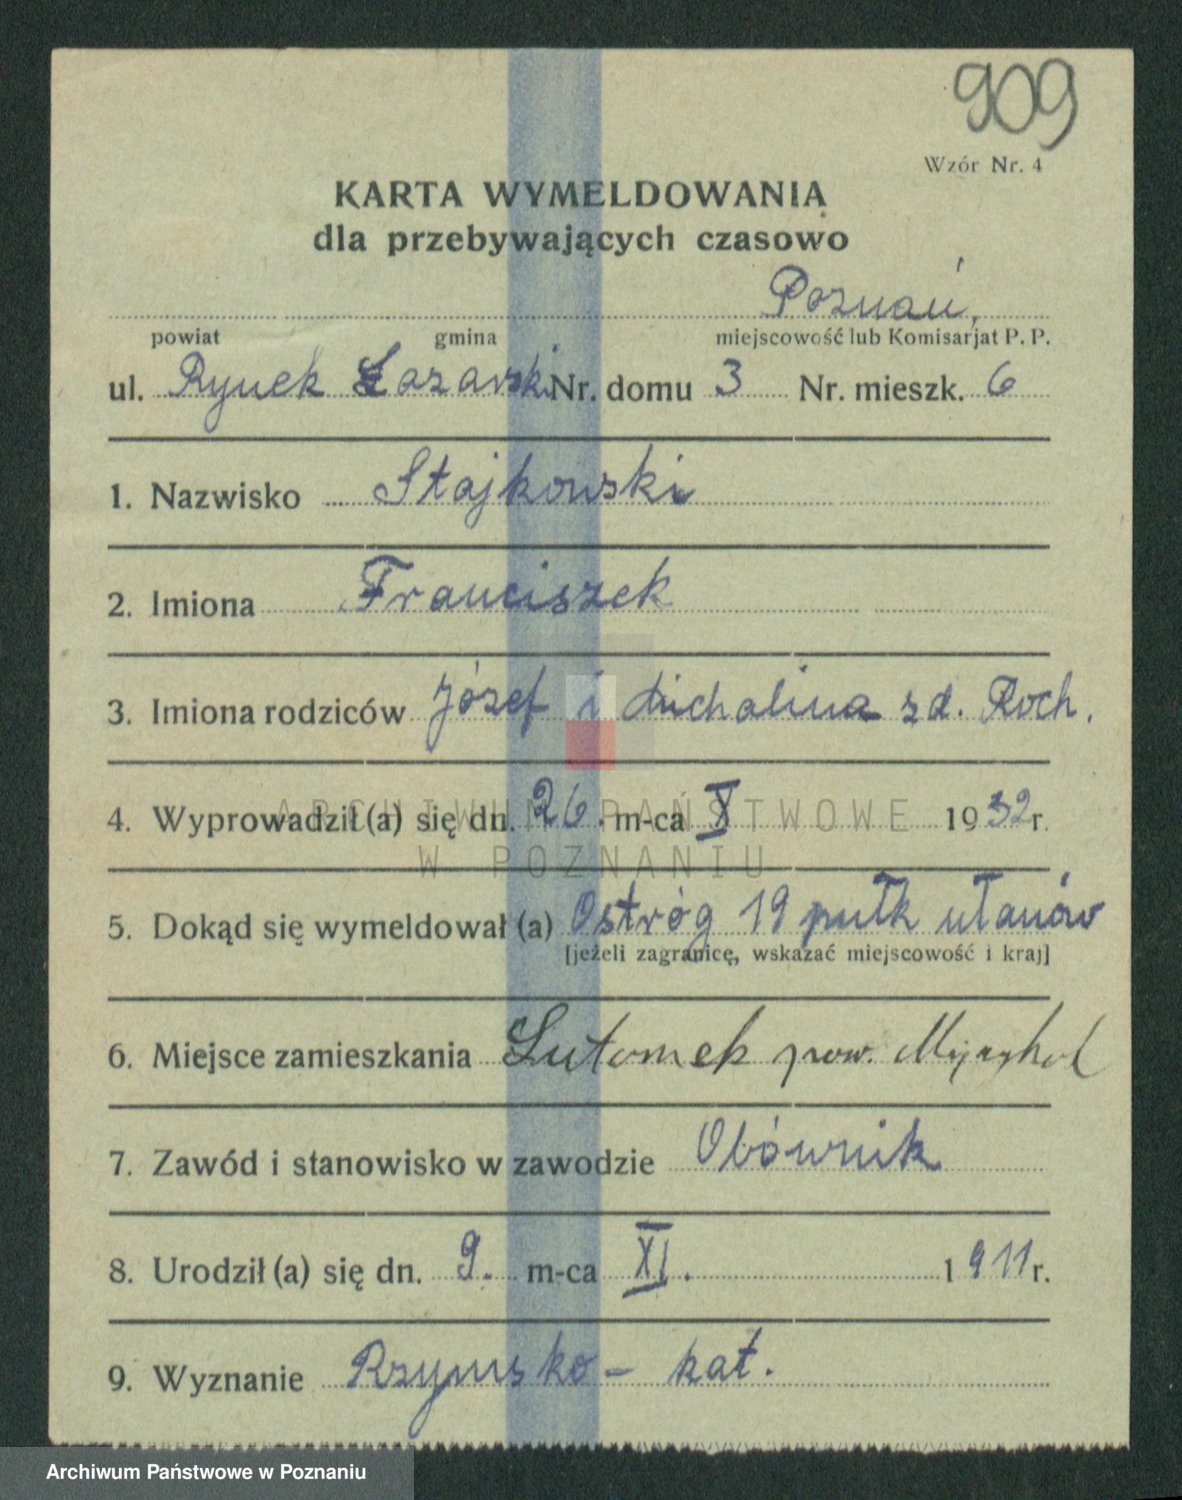 909
Wzór Nr. 4
KARTA WYMELDOWANIA
dla przebywających czasowo
Poznań,
powiat gmina miejscowość lub Komisarjat P. P.
ul. Rynek Łazarski Nr. domu 3 Nr. mieszk. 6
1. Nazwisko Stajkowski
2. Imiona Franciszek
3. Imiona rodziców Józef i Michalina zd. Roch.
4. Wyprowadził (a) się dn. 26. m-ca X 1932 r.
ARCHIWUM PAŃSTWOWE
W POZNANIU
5. Dokąd się wymeldował (a) Ostróg 19 pułk ułanów
[jeżeli zagranicę, wskazać miejscowość i kraj]
6. Miejsce zamieszkania Lutomek pow.
7. Zawód i stanowisko w zawodzie Obównik
8. Urodził (a) się dn. 9. m-ca XI. 1911 r.
9. Wyznanie Rzymsko-kat.
Archiwum Państwowe w Poznaniu